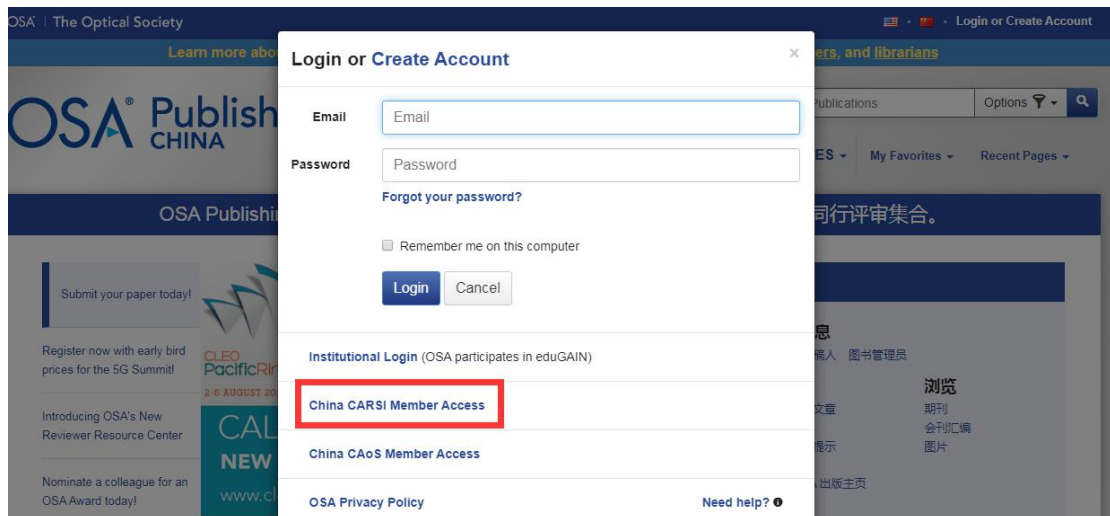 OSA | The Optical Society
Login or Create Account
Learn more
ers, and librarians
OSA® Publish
CHINA
Publications
Options
ES
My Favorites
Recent Pages
OSA Publishi
同行评审集合。
Login or Create Account
×
Email
Email
Password
Password
Forgot your password?
Remember me on this computer
Login
Cancel
Institutional Login (OSA participates in eduGAIN)
China CARSI Member Access
China CAoS Member Access
OSA Privacy Policy
Need help?
Submit your paper today!
Register now with early bird
prices for the 5G Summit!
Introducing OSA's New
Reviewer Resource Center
Nominate a colleague for an
OSA Award today!
CLEO
PacificRi
2-6 AUGUST 20
CAL
NEW
www.cl
息
稿人 图书管理员
浏览
文章
期刊
会刊汇编
提示
图片
出版主页